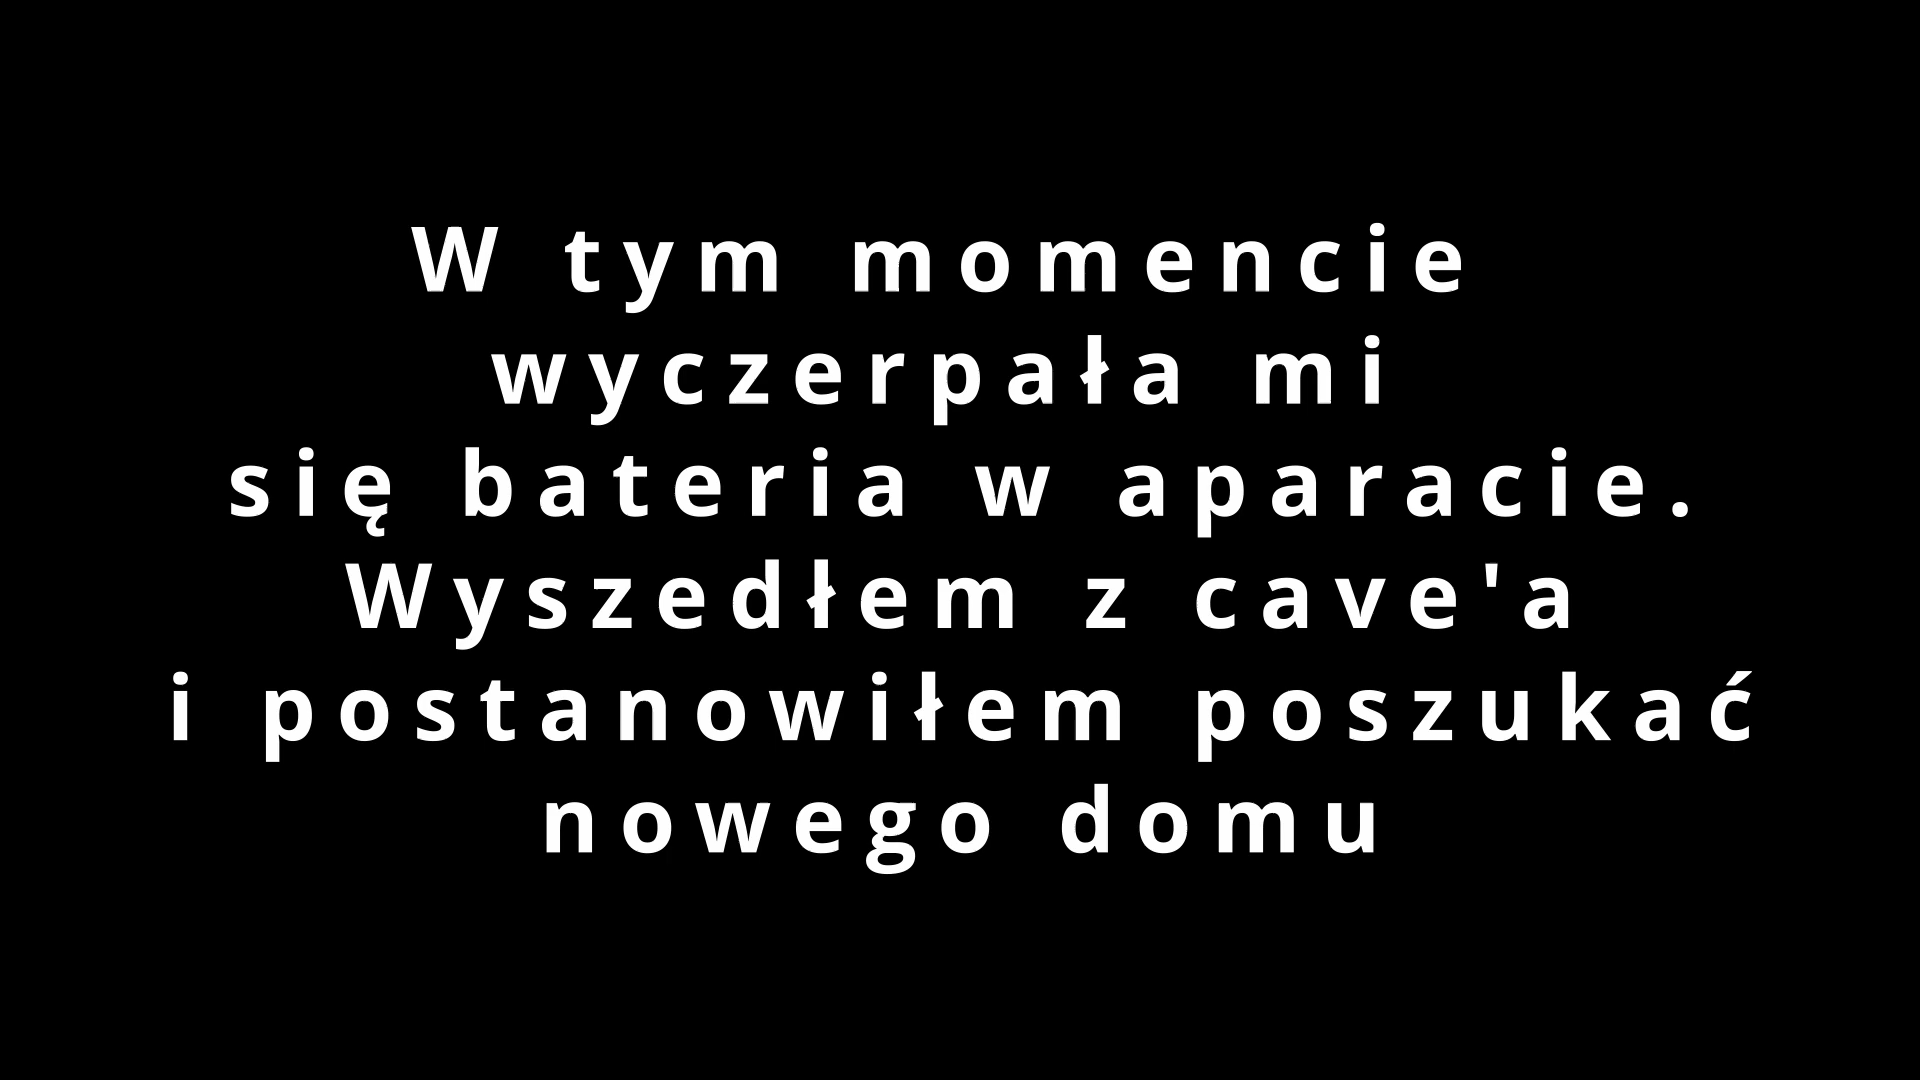 W tym momencie
wyczerpała mi
się bateria w aparacie.
Wyszedłem z cave'a
i postanowiłem poszukać
nowego domu